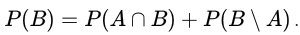 P(B) = P(A ∩ B) + P(B \ A).